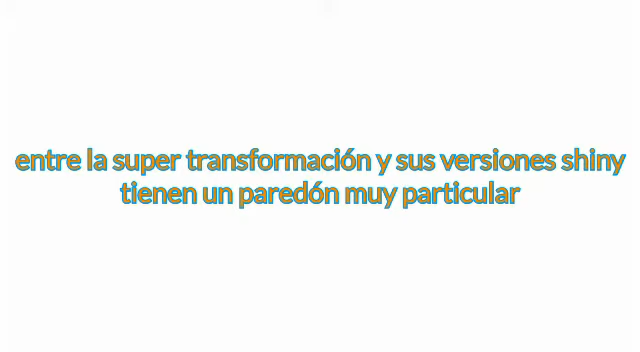 entre la super transformación y sus versiones shiny
tienen un paredón muy particular